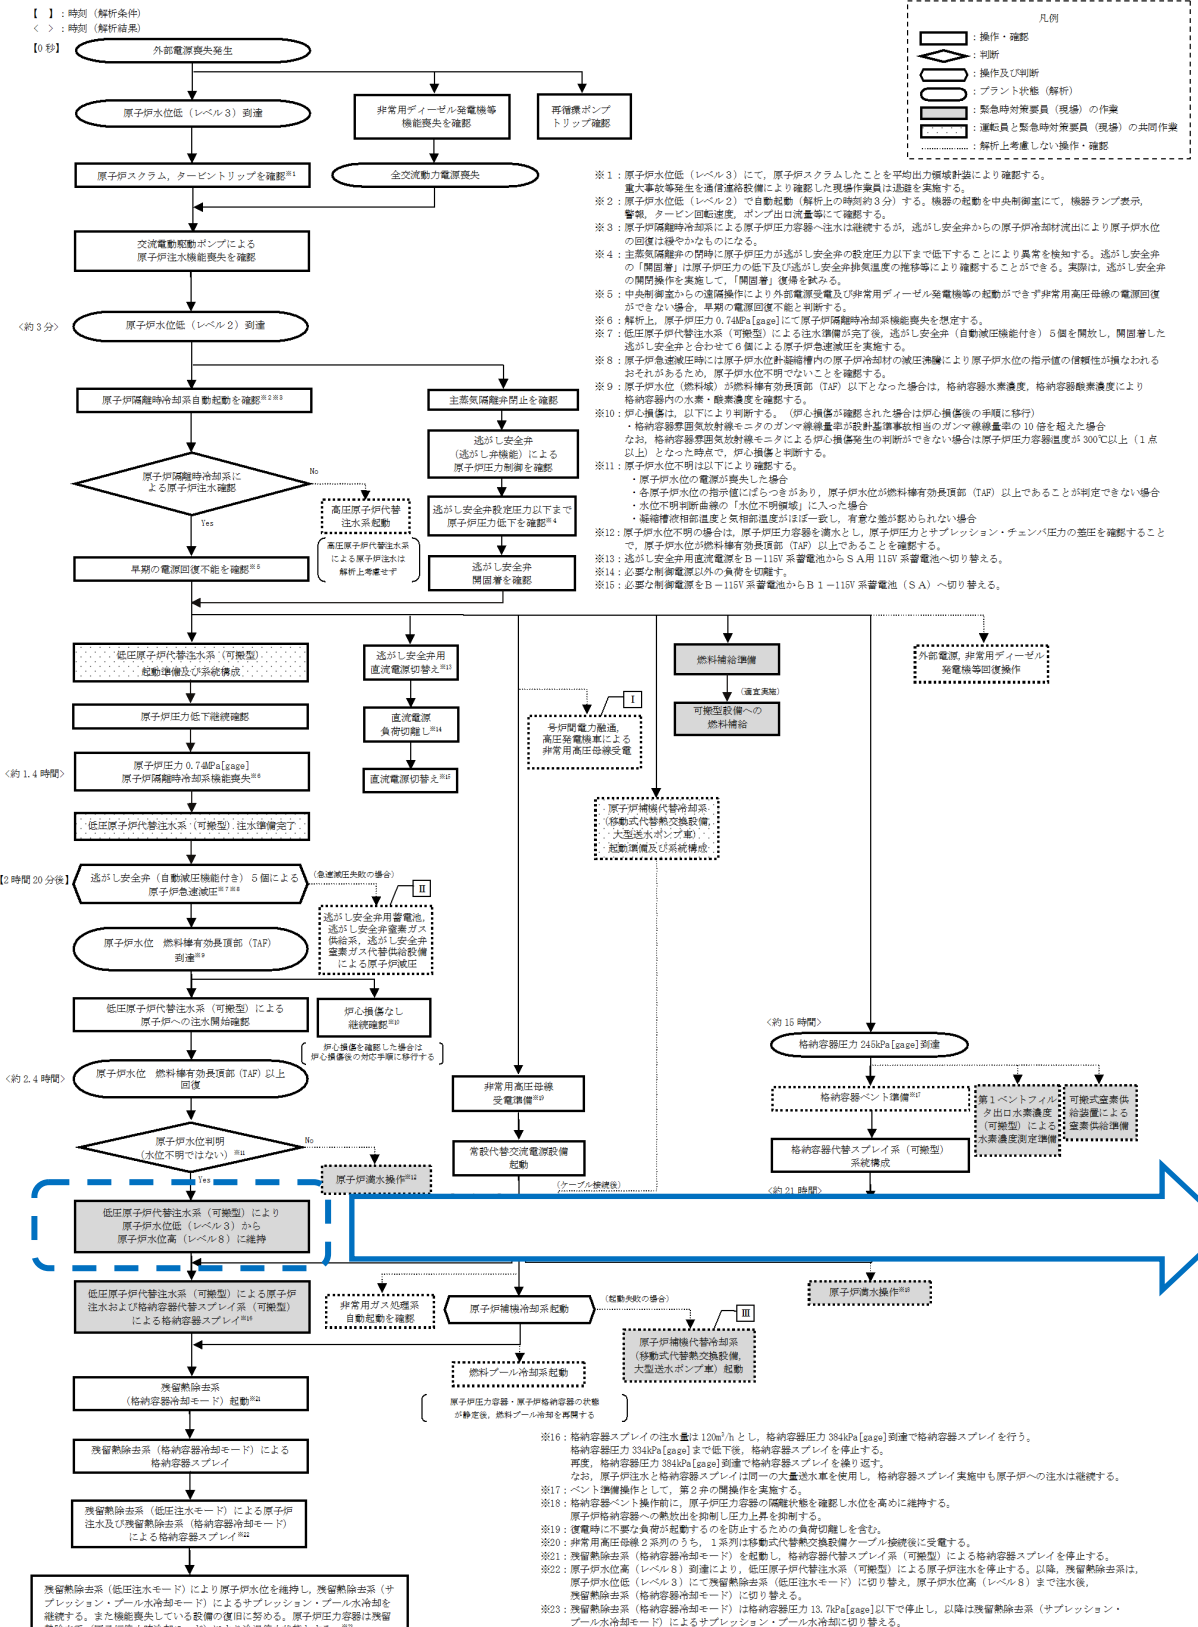 【　】：時刻（解析条件）
＜　＞：時刻（解析結果）
【0秒】
外部電源喪失発生
原子炉水位低（レベル３）到達
非常用ディーゼル発電機等
機能喪失を確認
再循環ポンプ
トリップ確認
原子炉スクラム，タービントリップを確認※1
全交流動力電源喪失
交流電動駆動ポンプによる
原子炉注水機能喪失を確認
＜約３分＞
原子炉水位低（レベル２）到達
原子炉隔離時冷却系自動起動を確認※2※3
主蒸気隔離弁閉止を確認
逃がし安全弁
（逃がし弁機能）による
原子炉圧力制御を確認
原子炉隔離時冷却系に
よる原子炉注水確認
No
Yes
高圧原子炉代替
注水系起動
高圧原子炉代替注水系
による原子炉注水は
解析上考慮せず
逃がし安全弁設定圧力以下まで
原子炉圧力低下を確認※4
早期の電源回復不能を確認※5
逃がし安全弁
開固着を確認
凡例
：操作・確認
：判断
：操作及び判断
：プラント状態（解析）
：緊急時対策要員（現場）の作業
：運転員と緊急時対策要員（現場）の共同作業
：解析上考慮しない操作・確認
※１：原子炉水位低（レベル３）にて，原子炉スクラムしたことを平均出力領域計装により確認する。
重大事故等発生を通信連絡設備により確認した現場作業員は退避を実施する。
※２：原子炉水位低（レベル２）で自動起動（解析上の時刻約３分）する。機器の起動を中央制御室にて，機器ランプ表示，
警報，タービン回転速度，ポンプ出口流量等にて確認する。
※３：原子炉隔離時冷却系による原子炉圧力容器へ注水は継続するが，逃がし安全弁からの原子炉冷却材流出により原子炉水位
の回復は緩やかなものになる。
※４：主蒸気隔離弁の閉時に原子炉圧力が逃がし安全弁の設定圧力以下まで低下することにより異常を検知する。逃がし安全弁
の「開固着」は原子炉圧力の低下及び逃がし安全弁排気温度の推移等により確認することができる。実際は，逃がし安全弁
の開閉操作を実施して，「開固着」復帰を試みる。
※５：中央制御室からの遠隔操作により外部電源受電及び非常用ディーゼル発電機等の起動ができず非常用高圧母線の電源回復
ができない場合，早期の電源回復不能と判断する。
※６：解析上，原子炉圧力 0.74MPa[gage]にて原子炉隔離時冷却系機能喪失を想定する。
※７：低圧原子炉代替注水系（可搬型）による注水準備が完了後，逃がし安全弁（自動減圧機能付き）５個を開放し，開固着した
逃がし安全弁と合わせて６個による原子炉急速減圧を実施する。
※８：原子炉急速減圧時には原子炉水位計凝縮槽内の原子炉冷却材の減圧沸騰により原子炉水位の指示値の信頼性が損なわれる
おそれがあるため，原子炉水位不明でないことを確認する。
※９：原子炉水位（燃料域）が燃料棒有効長頂部（TAF）以下となった場合は，格納容器水素濃度，格納容器酸素濃度により
格納容器内の水素・酸素濃度を確認する。
※10：炉心損傷は，以下により判断する。（炉心損傷が確認された場合は炉心損傷後の手順に移行）
・格納容器雰囲気放射線モニタのガンマ線線量率が設計基準事故相当のガンマ線線量率の 10 倍を超えた場合
なお，格納容器雰囲気放射線モニタによる炉心損傷発生の判断ができない場合は原子炉圧力容器温度が 300℃以上（１点
以上）となった時点で，炉心損傷と判断する。
※11：原子炉水位不明は以下により確認する。
・原子炉水位の電源が喪失した場合
・各原子炉水位の指示値にばらつきがあり，原子炉水位が燃料棒有効長頂部（TAF）以上であることが判定できない場合
・水位不明判断曲線の「水位不明領域」に入った場合
・凝縮槽液相部温度と気相部温度がほぼ一致し，有意な差が認められない場合
※12：原子炉水位不明の場合は，原子炉圧力容器を満水とし，原子炉圧力とサプレッション・チェンバ圧力の差圧を確認すること
で，原子炉水位が燃料棒有効長頂部（TAF）以上であることを確認する。
※13：逃がし安全弁用直流電源をＢ－115V 系蓄電池からＳＡ用 115V 系蓄電池へ切り替える。
※14：必要な制御電源以外の負荷を切離す。
※15：必要な制御電源をＢ－115V 系蓄電池からＢ１－115V 系蓄電池（ＳＡ）へ切り替える。
低圧原子炉代替注水系（可搬型）
起動準備及び系統構成
逃がし安全弁用
直流電源切替え※13
燃料補給準備
外部電源，非常用ディーゼル
発電機等回復操作
原子炉圧力低下継続確認
直流電源
負荷切離し※14
Ⅰ
号炉間電力融通，
高圧発電機車による
非常用高圧母線受電
（適宜実施）
可搬型設備への
燃料補給
＜約 1.4 時間＞
原子炉圧力 0.74MPa[gage]
原子炉隔離時冷却系機能喪失※6
直流電源切替え※15
低圧原子炉代替注水系（可搬型）注水準備完了
原子炉補機代替冷却系
（移動式代替熱交換設備，
大型送水ポンプ車）
起動準備及び系統構成
【２時間 20 分後】
逃がし安全弁（自動減圧機能付き）５個による
原子炉急速減圧※7※8
（急速減圧失敗の場合）
Ⅱ
逃がし安全弁用蓄電池，
逃がし安全弁窒素ガス
供給系，逃がし安全弁
窒素ガス代替供給設備
による原子炉減圧
原子炉水位　燃料棒有効長頂部（TAF）
到達※9
低圧原子炉代替注水系（可搬型）による
原子炉への注水開始確認
炉心損傷なし
継続確認※10
炉心損傷を確認した場合は
炉心損傷後の対応手順に移行する
＜約 15 時間＞
格納容器圧力 245kPa[gage]到達
＜約 2.4 時間＞
原子炉水位　燃料棒有効長頂部（TAF）以上
回復
非常用高圧母線
受電準備※19
格納容器ベント準備※17
第１ベントフィル
タ出口水素濃度
（可搬型）による
水素濃度測定準備
可搬式窒素供
給装置による
窒素供給準備
原子炉水位判明
（水位不明ではない）※11
No
Yes
常設代替交流電源設備
起動
格納容器代替スプレイ系（可搬型）
系統構成
原子炉満水操作※12
（ケーブル接続後）
＜約 21 時間＞
低圧原子炉代替注水系（可搬型）により
原子炉水位低（レベル３）から
原子炉水位高（レベル８）に維持
低圧原子炉代替注水系（可搬型）による原子炉
注水および格納容器代替スプレイ系（可搬型）
による格納容器スプレイ※16
非常用ガス処理系
自動起動を確認
原子炉補機冷却系起動
（起動失敗の場合）
Ⅲ
原子炉満水操作※18
原子炉補機代替冷却系
（移動式代替熱交換設備，
大型送水ポンプ車）起動
燃料プール冷却系起動
原子炉圧力容器・原子炉格納容器の状態
が静定後，燃料プール冷却を再開する
残留熱除去系
（格納容器冷却モード）起動※21
残留熱除去系（格納容器冷却モード）による
格納容器スプレイ
残留熱除去系（低圧注水モード）による原子炉
注水及び残留熱除去系（格納容器冷却モード）
による格納容器スプレイ※22
残留熱除去系（低圧注水モード）により原子炉水位を維持し，残留熱除去系（サ
プレッション・プール水冷却モード）によるサプレッション・プール水冷却を
継続する。また機能喪失している設備の復旧に努める。原子炉圧力容器は残留
※16：格納容器スプレイの注水量は 120m³/h とし，格納容器圧力 384kPa[gage]到達で格納容器スプレイを行う。
格納容器圧力 334kPa[gage]まで低下後，格納容器スプレイを停止する。
再度，格納容器圧力 384kPa[gage]到達で格納容器スプレイを繰り返す。
なお，原子炉注水と格納容器スプレイは同一の大量送水車を使用し，格納容器スプレイ実施中も原子炉への注水は継続する。
※17：ベント準備操作として，第２弁の開操作を実施する。
※18：格納容器ベント操作前に，原子炉圧力容器の隔離状態を確認し水位を高めに維持する。
原子炉格納容器への熱放出を抑制し圧力上昇を抑制する。
※19：復電時に不要な負荷が起動するのを防止するための負荷切離しを含む。
※20：非常用高圧母線２系列のうち，１系列は移動式代替熱交換設備ケーブル接続後に受電する。
※21：残留熱除去系（格納容器冷却モード）を起動し，格納容器代替スプレイ系（可搬型）による格納容器スプレイを停止する。
※22：原子炉水位高（レベル８）到達により，低圧原子炉代替注水系（可搬型）による原子炉注水を停止する。以降，残留熱除去系は，
原子炉水位低（レベル３）にて残留熱除去系（低圧注水モード）に切り替え，原子炉水位高（レベル８）まで注水後，
残留熱除去系（格納容器冷却モード）に切り替える。
※23：残留熱除去系（格納容器冷却モード）は格納容器圧力 13.7kPa[gage]以下で停止し，以降は残留熱除去系（サプレッション・
プール水冷却モード）によるサプレッション・プール水冷却に切り替える。